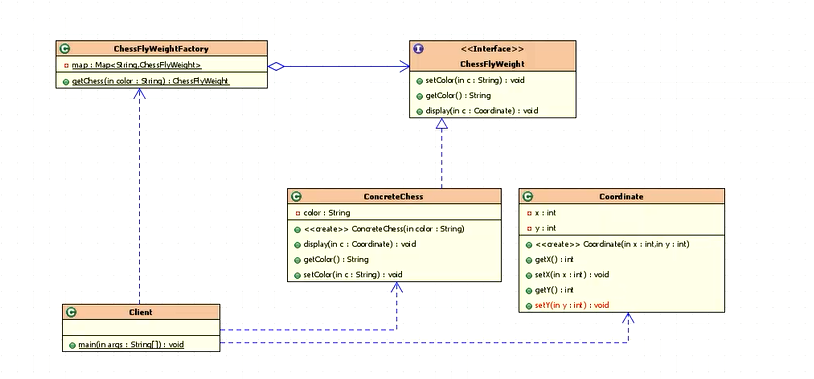 ChessFlyWeightFactory
map : Map<String,ChessFlyWeight>
getChess(in color : String) : ChessFlyWeight
<<Interface>>
ChessFlyWeight
setColor(in c : String) : void
getColor() : String
display(in c : Coordinate) : void
ConcreteChess
color : String
<<create>> ConcreteChess(in color : String)
display(in c : Coordinate) : void
getColor() : String
setColor(in c : String) : void
Coordinate
x : int
y : int
<<create>> Coordinate(in x : int,in y : int)
getX() : int
setX(in x : int) : void
getY() : int
setY(in y : int) : void
Client
main(in args : String[]) : void